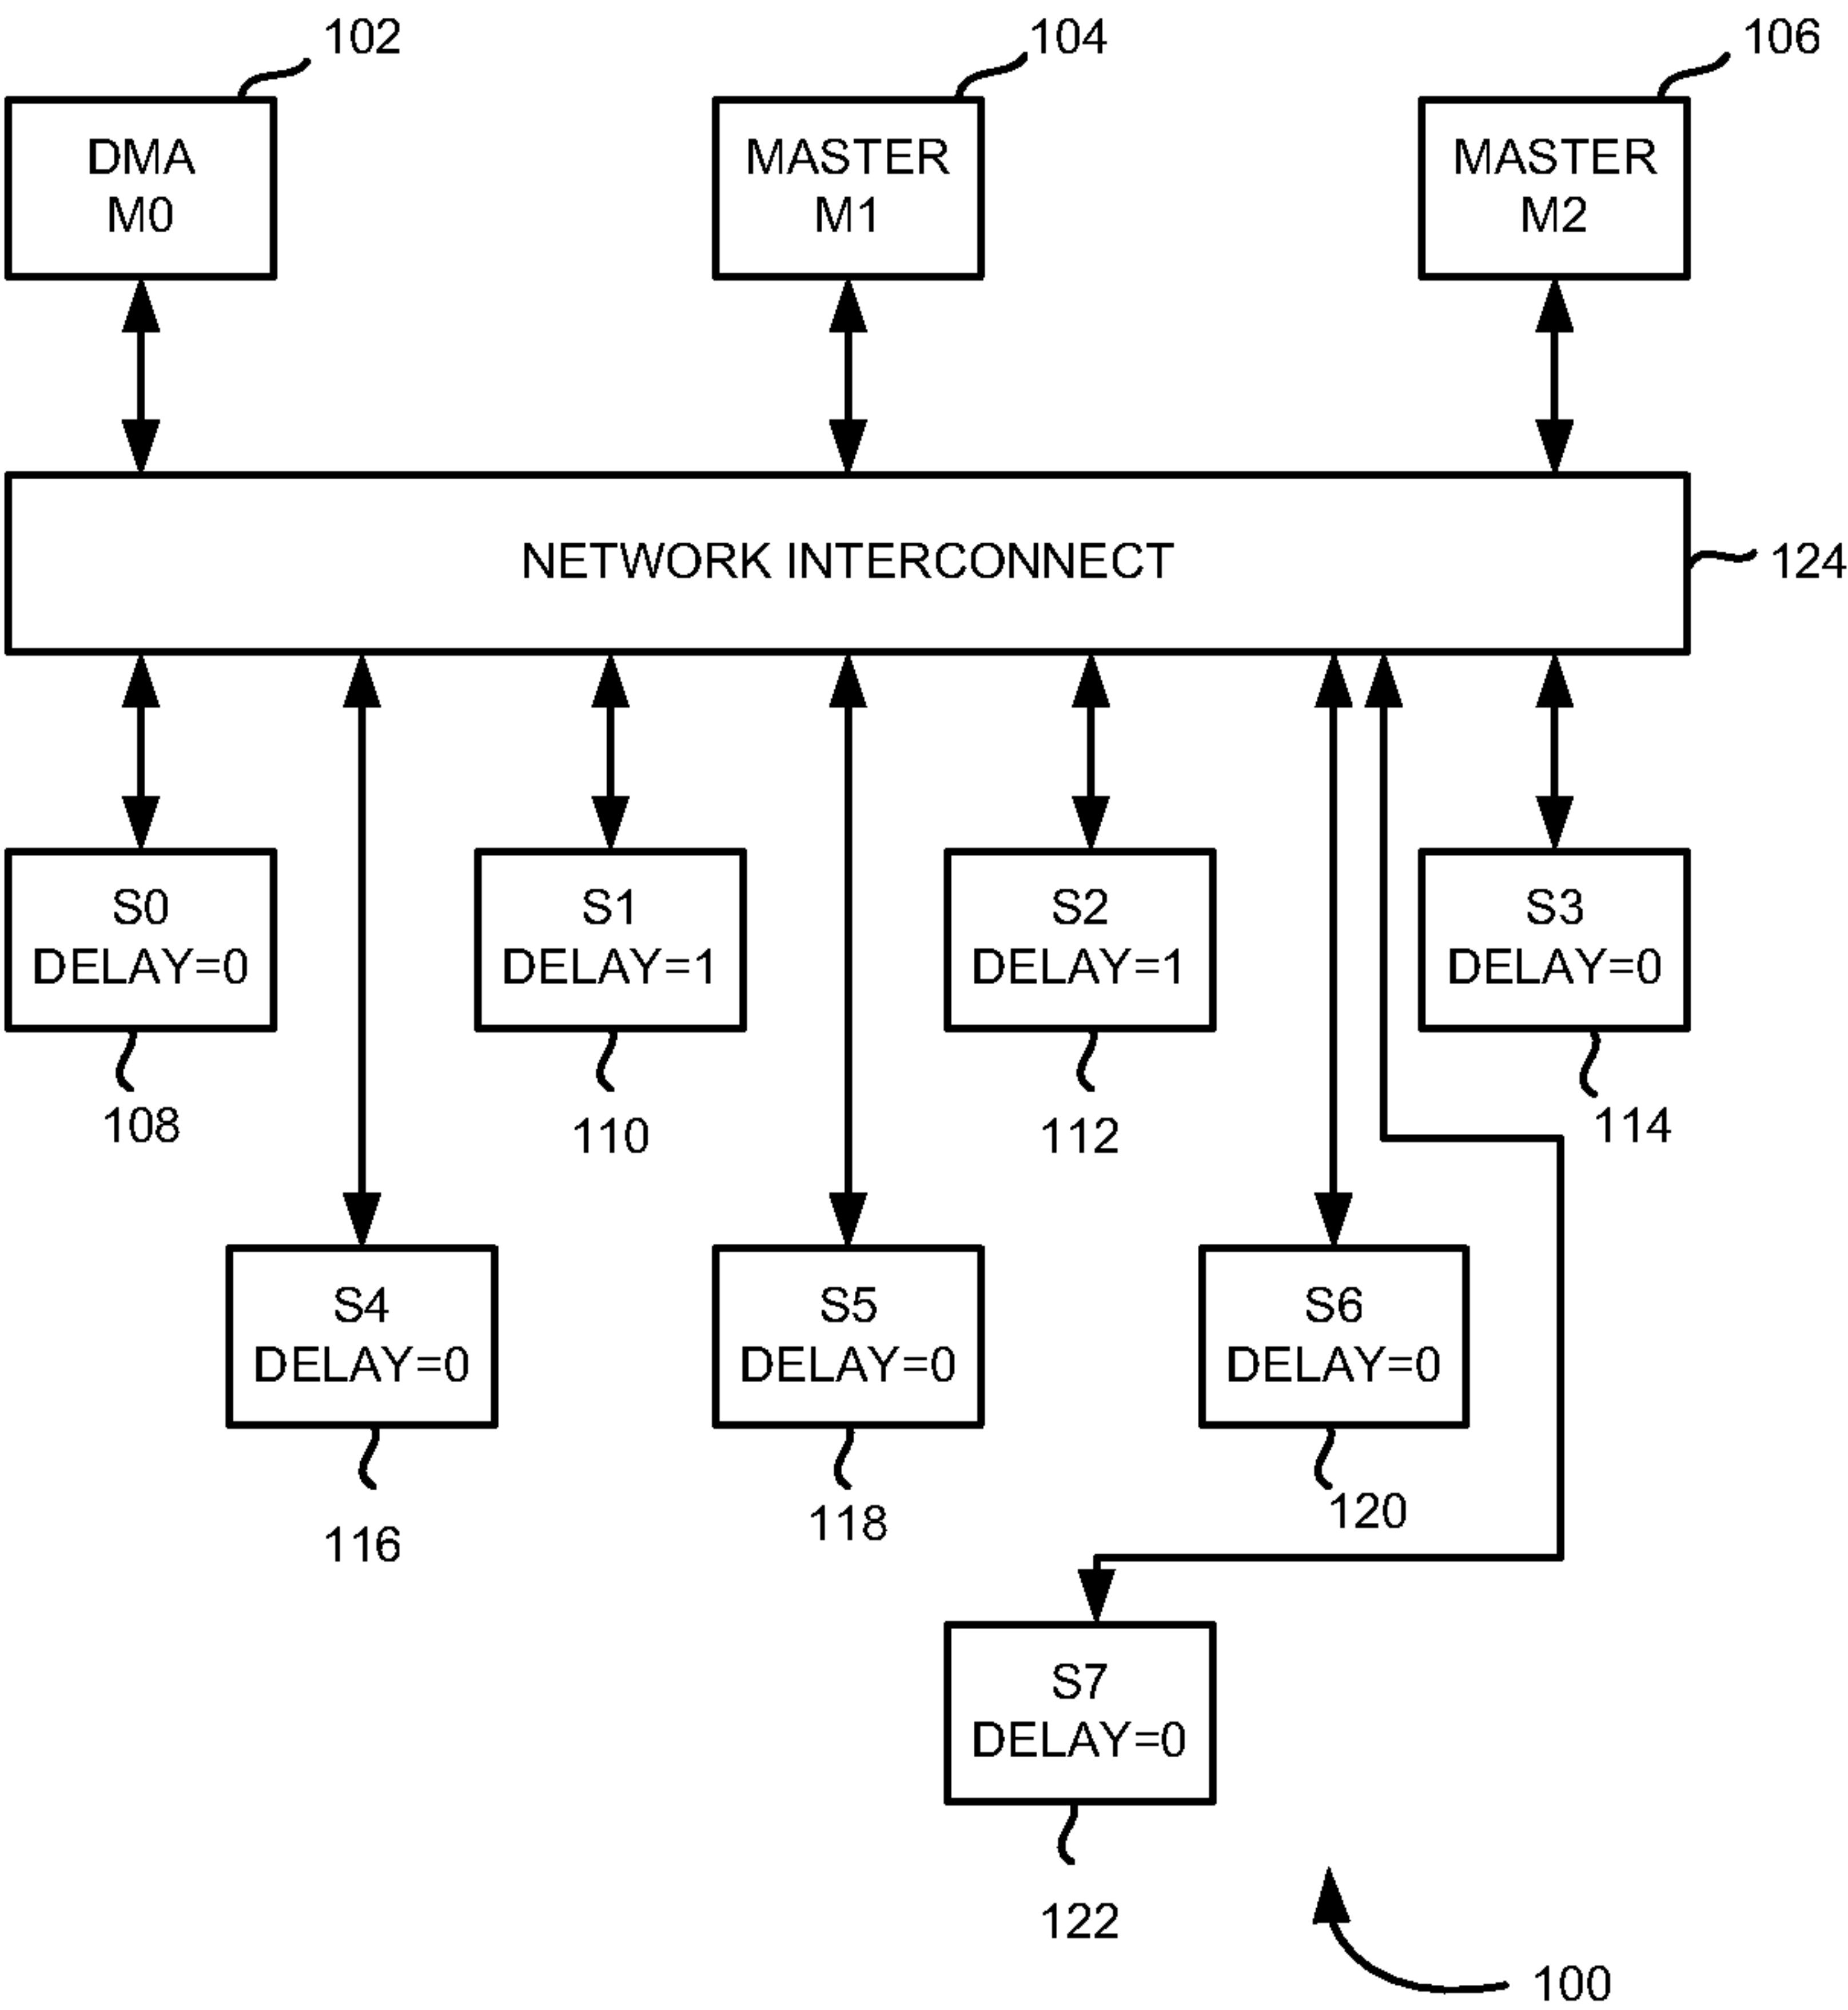 102
104
106
DMA
M0
MASTER
M1
MASTER
M2
NETWORK INTERCONNECT
124
S0
DELAY=0
S1
DELAY=1
S2
DELAY=1
S3
DELAY=0
108
110
112
114
S4
DELAY=0
S5
DELAY=0
S6
DELAY=0
116
118
120
S7
DELAY=0
122
100